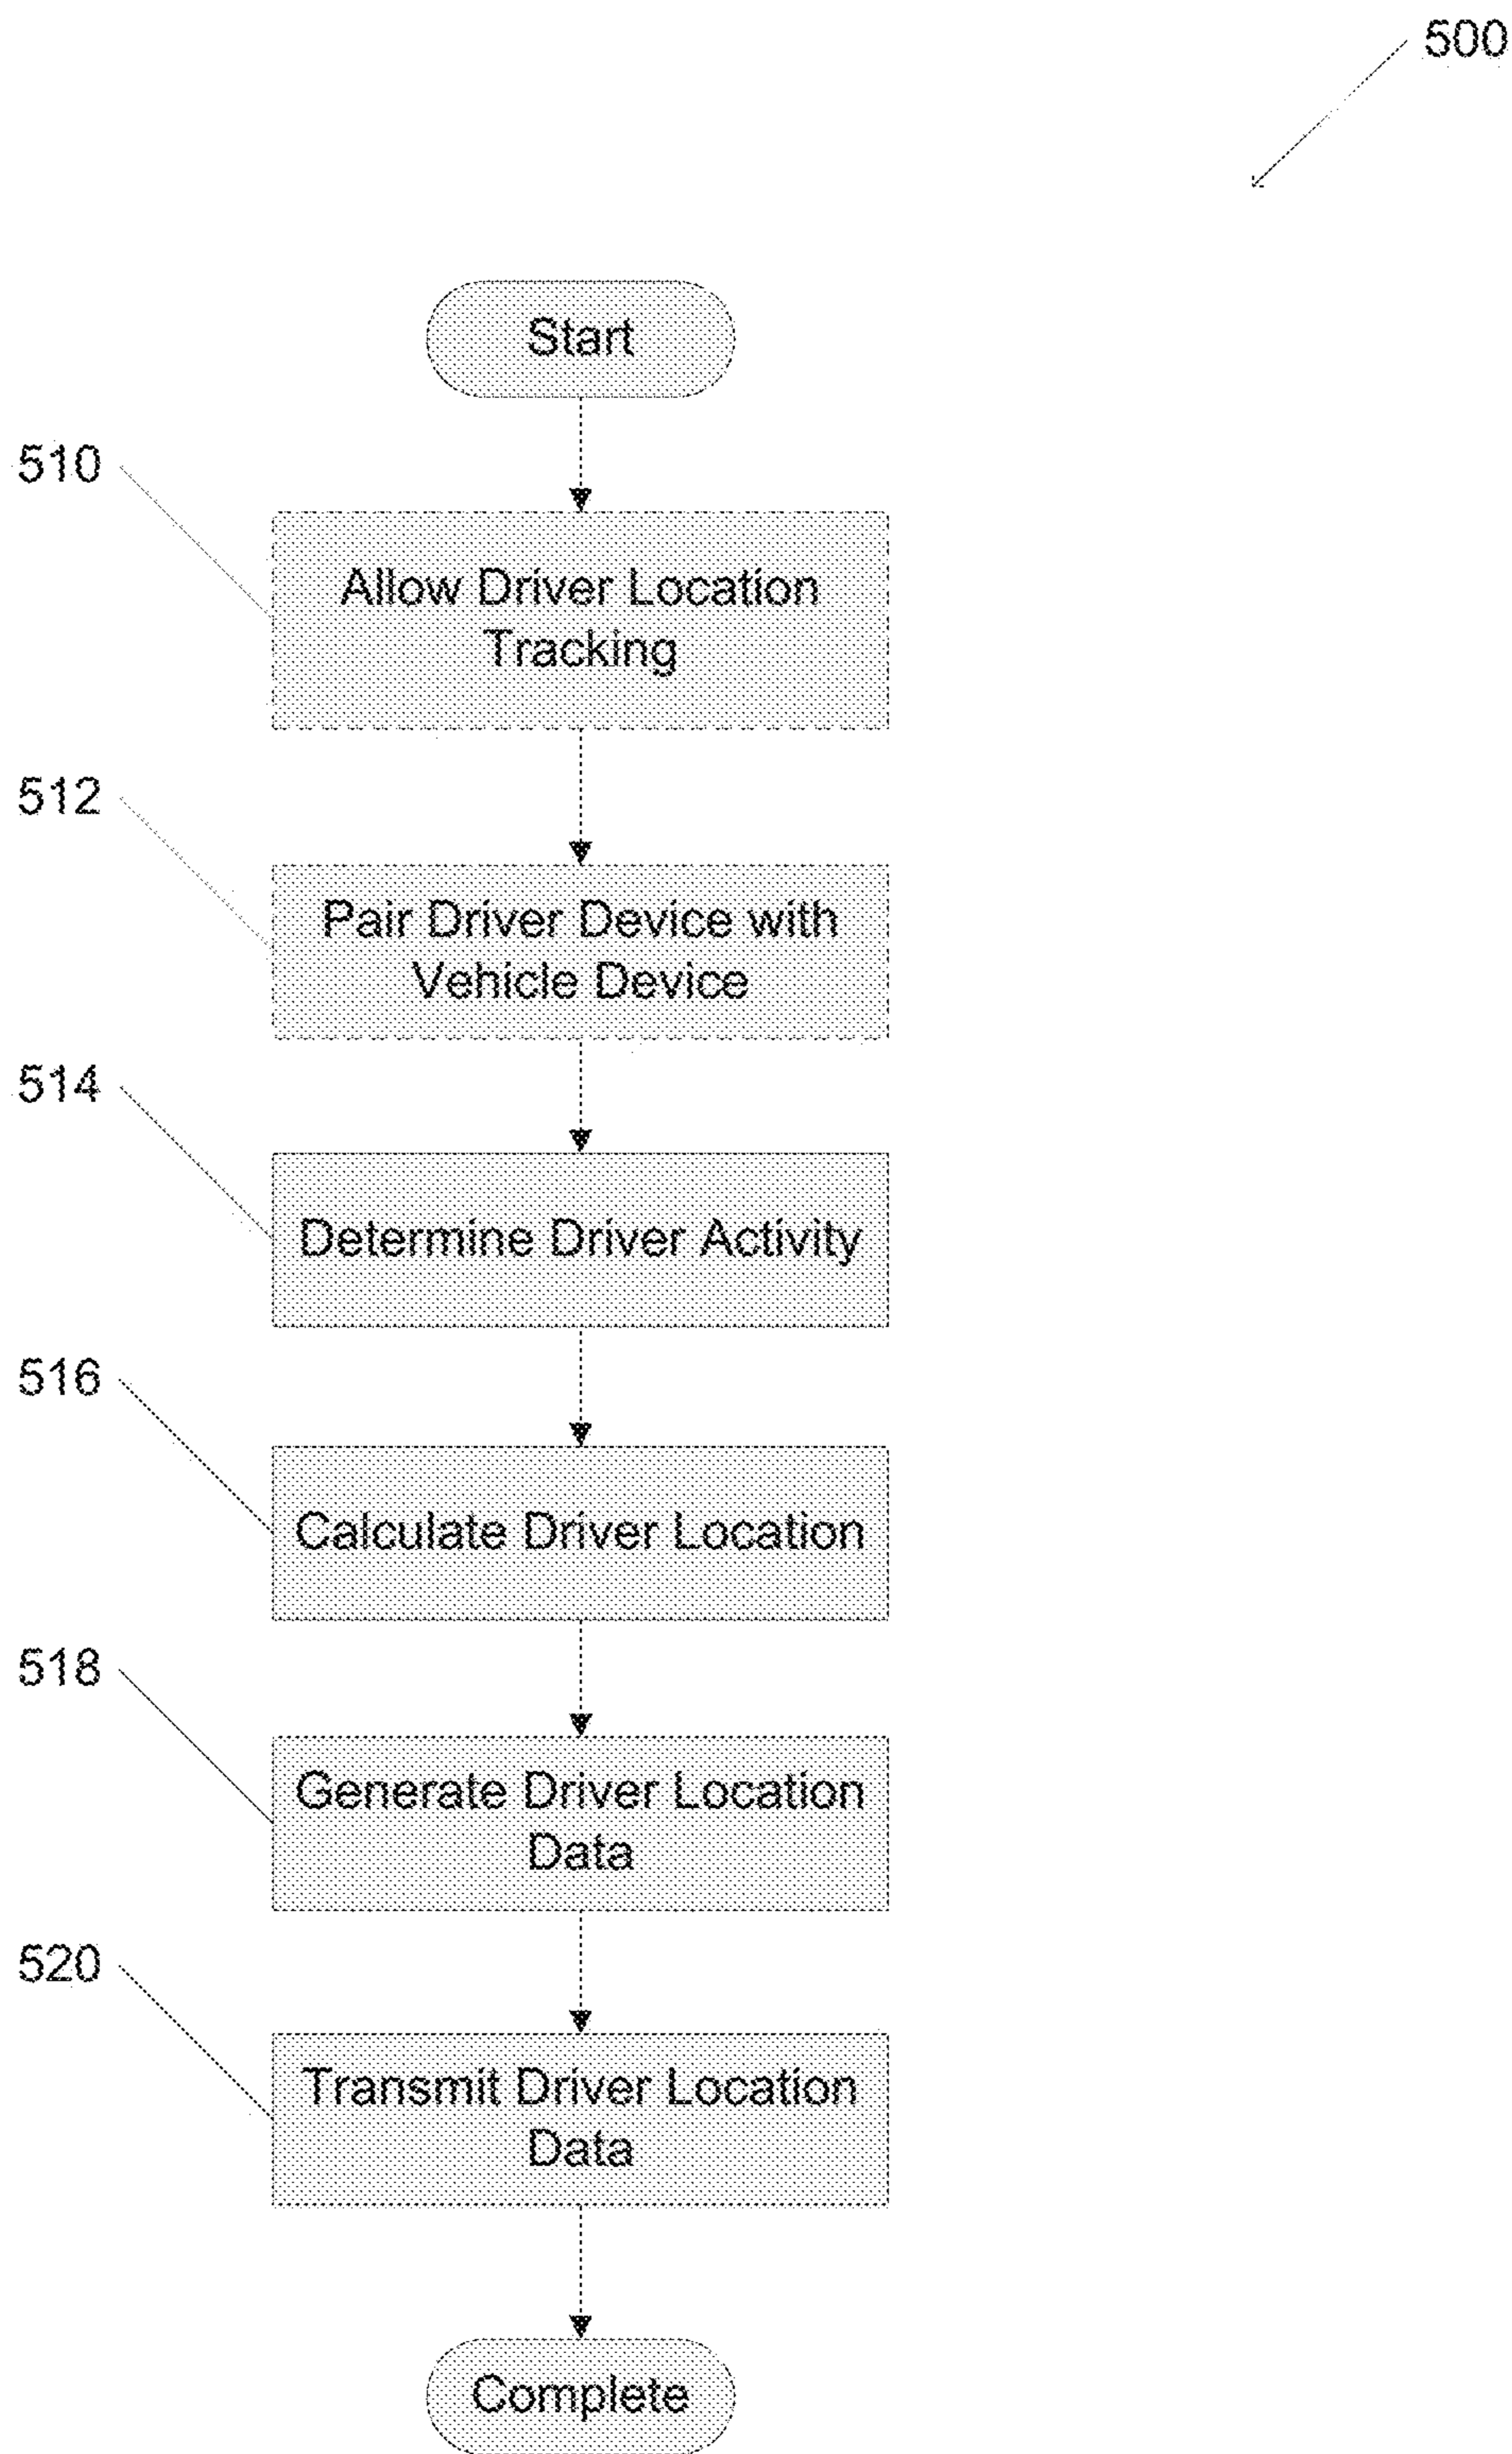 500
Start
510
Allow Driver Location
Tracking
512
Pair Driver Device with
Vehicle Device
514
Determine Driver Activity
516
Calculate Driver Location
518
Generate Driver Location
Data
520
Transmit Driver Location
Data
Complete